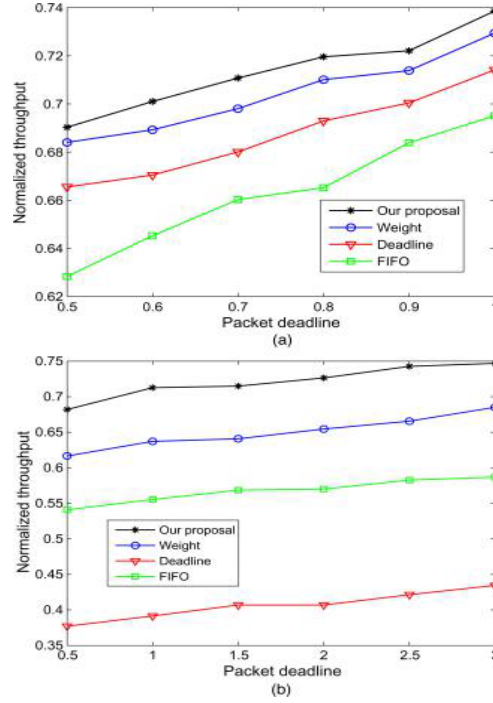 0.74
0.72
0.7
0.68
0.66
0.64
0.62
Normalized throughput
Our proposal
Weight
Deadline
FIFO
0.5 0.6 0.7 0.8 0.9
Packet deadline
(a)
0.75
0.7
0.65
0.6
0.55
0.5
0.45
0.4
0.35
Normalized throughput
Our proposal
Weight
Deadline
FIFO
0.5 1 1.5 2 2.5 3
Packet deadline
(b)